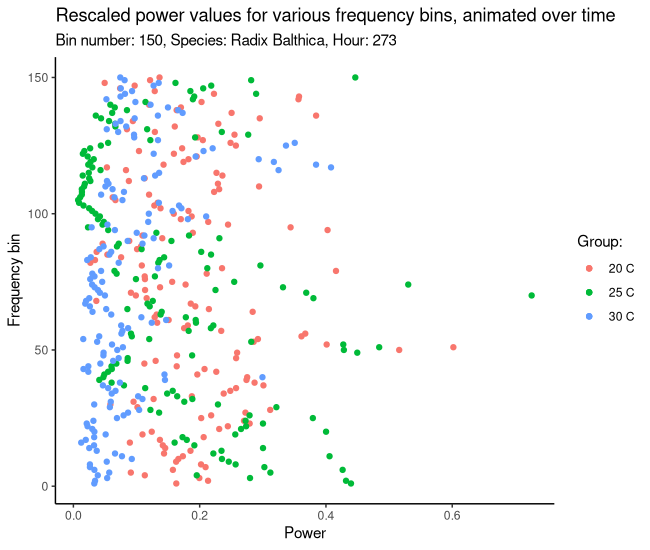 Rescaled power values for various frequency bins, animated over time
Bin number: 150, Species: Radix Balthica, Hour: 273
150
100
50
0
Frequency bin
0.0
0.2
0.4
0.6
Power
Group:
20 C
25 C
30 C